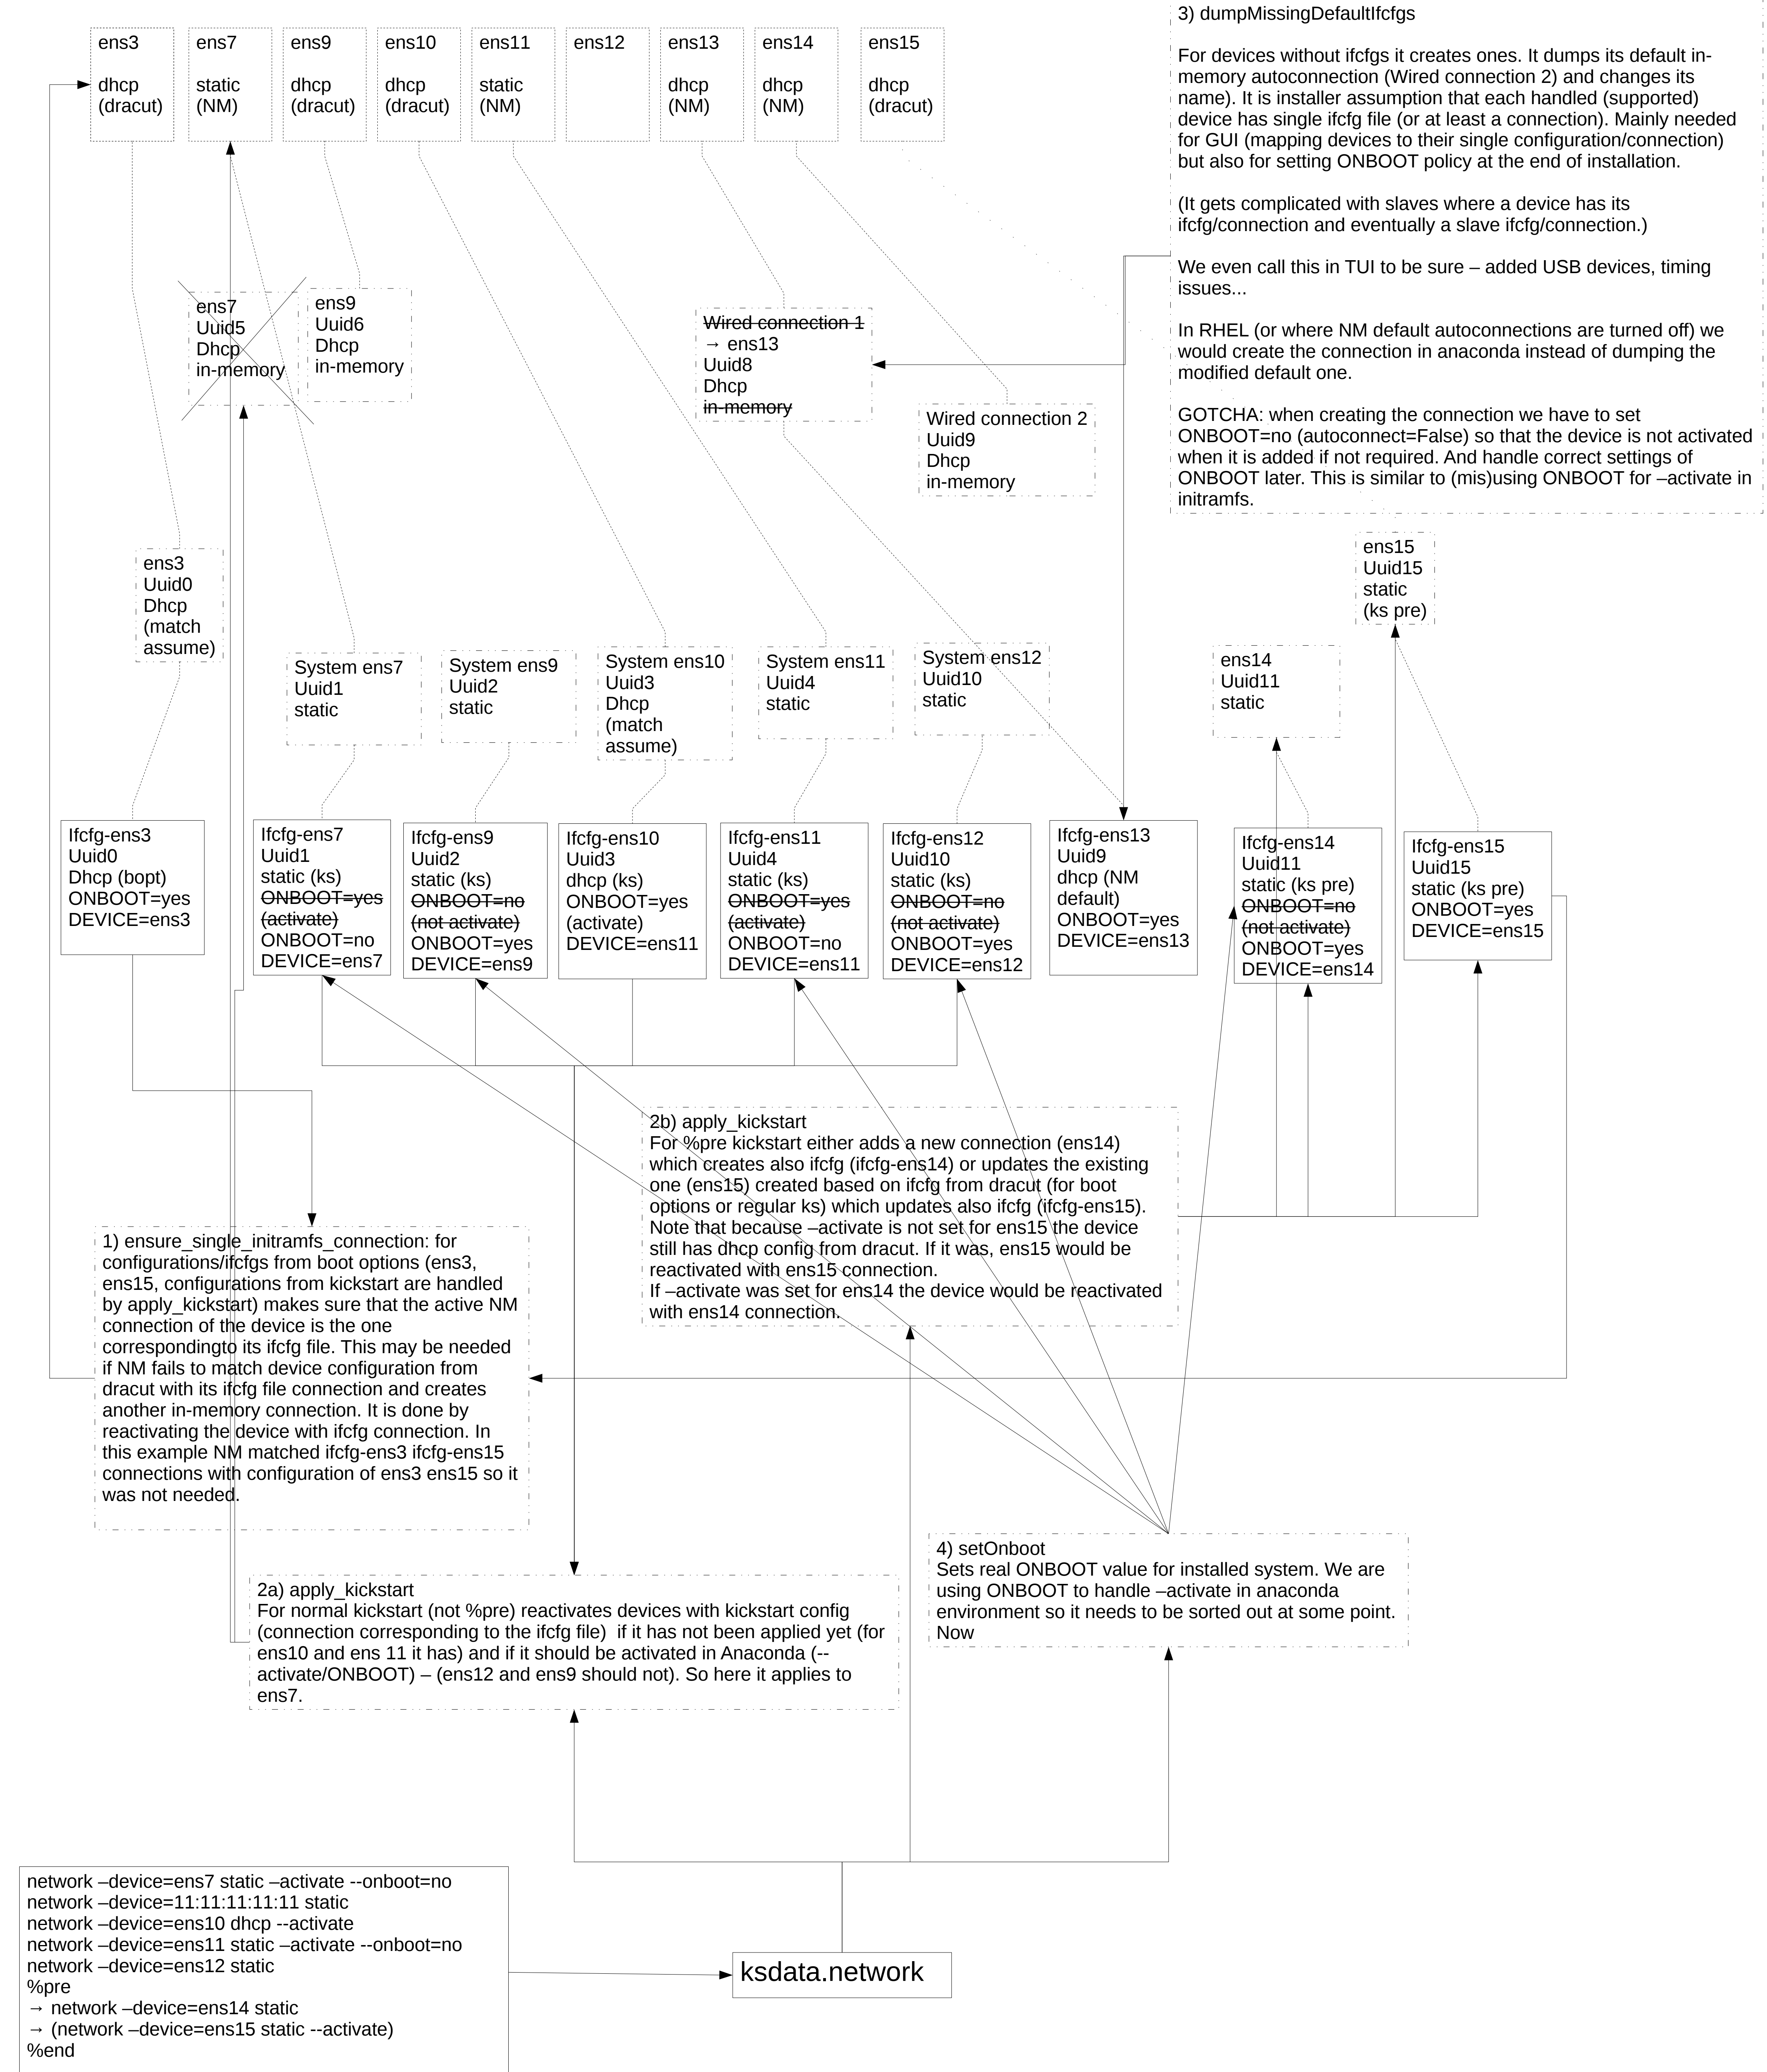 ens3
dhcp
(dracut)
ens7
static
(NM)
ens9
dhcp
(dracut)
ens10
dhcp
(dracut)
ens11
static
(NM)
ens12
ens13
dhcp
(NM)
ens14
dhcp
(NM)
ens15
dhcp
(dracut)
3) dumpMissingDefaultIfcfgs
For devices without ifcfgs it creates ones. It dumps its default in-
memory autoconnection (Wired connection 2) and changes its
name). It is installer assumption that each handled (supported)
device has single ifcfg file (or at least a connection). Mainly needed
for GUI (mapping devices to their single configuration/connection)
but also for setting ONBOOT policy at the end of installation.
(It gets complicated with slaves where a device has its
ifcfg/connection and eventually a slave ifcfg/connection.)
We even call this in TUI to be sure – added USB devices, timing
issues...
In RHEL (or where NM default autoconnections are turned off) we
would create the connection in anaconda instead of dumping the
modified default one.
GOTCHA: when creating the connection we have to set
ONBOOT=no (autoconnect=False) so that the device is not activated
when it is added if not required. And handle correct settings of
ONBOOT later. This is similar to (mis)using ONBOOT for –activate in
initramfs.
ens7
Uuid5
Dhcp
in-memory
ens9
Uuid6
Dhcp
in-memory
Wired connection 1
→ ens13
Uuid8
Dhcp
in-memory
Wired connection 2
Uuid9
Dhcp
in-memory
ens3
Uuid0
Dhcp
(match
assume)
ens15
Uuid15
static
(ks pre)
System ens7
Uuid1
static
System ens9
Uuid2
static
System ens10
Uuid3
Dhcp
(match
assume)
System ens11
Uuid4
static
System ens12
Uuid10
static
ens14
Uuid11
static
Ifcfg-ens3
Uuid0
Dhcp (bopt)
ONBOOT=yes
DEVICE=ens3
Ifcfg-ens7
Uuid1
static (ks)
ONBOOT=yes
(activate)
ONBOOT=no
DEVICE=ens7
Ifcfg-ens9
Uuid2
static (ks)
ONBOOT=no
(not activate)
ONBOOT=yes
DEVICE=ens9
Ifcfg-ens10
Uuid3
dhcp (ks)
ONBOOT=yes
(activate)
DEVICE=ens11
Ifcfg-ens11
Uuid4
static (ks)
ONBOOT=yes
(activate)
ONBOOT=no
DEVICE=ens11
Ifcfg-ens12
Uuid10
static (ks)
ONBOOT=no
(not activate)
ONBOOT=yes
DEVICE=ens12
Ifcfg-ens13
Uuid9
dhcp (NM
default)
ONBOOT=yes
DEVICE=ens13
Ifcfg-ens14
Uuid11
static (ks pre)
ONBOOT=no
(not activate)
ONBOOT=yes
DEVICE=ens14
Ifcfg-ens15
Uuid15
static (ks pre)
ONBOOT=yes
DEVICE=ens15
2b) apply_kickstart
For %pre kickstart either adds a new connection (ens14)
which creates also ifcfg (ifcfg-ens14) or updates the existing
one (ens15) created based on ifcfg from dracut (for boot
options or regular ks) which updates also ifcfg (ifcfg-ens15).
Note that because –activate is not set for ens15 the device
still has dhcp config from dracut. If it was, ens15 would be
reactivated with ens15 connection.
If –activate was set for ens14 the device would be reactivated
with ens14 connection.
1) ensure_single_initramfs_connection: for
configurations/ifcfgs from boot options (ens3,
ens15, configurations from kickstart are handled
by apply_kickstart) makes sure that the active NM
connection of the device is the one
correspondingto its ifcfg file. This may be needed
if NM fails to match device configuration from
dracut with its ifcfg file connection and creates
another in-memory connection. It is done by
reactivating the device with ifcfg connection. In
this example NM matched ifcfg-ens3 ifcfg-ens15
connections with configuration of ens3 ens15 so it
was not needed.
4) setOnboot
Sets real ONBOOT value for installed system. We are
using ONBOOT to handle –activate in anaconda
environment so it needs to be sorted out at some point.
Now
2a) apply_kickstart
For normal kickstart (not %pre) reactivates devices with kickstart config
(connection corresponding to the ifcfg file)  if it has not been applied yet (for
ens10 and ens 11 it has) and if it should be activated in Anaconda (--
activate/ONBOOT) – (ens12 and ens9 should not). So here it applies to
ens7.
network –device=ens7 static –activate --onboot=no
network –device=11:11:11:11:11:11 static
network –device=ens10 dhcp --activate
network –device=ens11 static –activate --onboot=no
network –device=ens12 static
%pre
→ network –device=ens14 static
→ (network –device=ens15 static --activate)
%end
ksdata.network